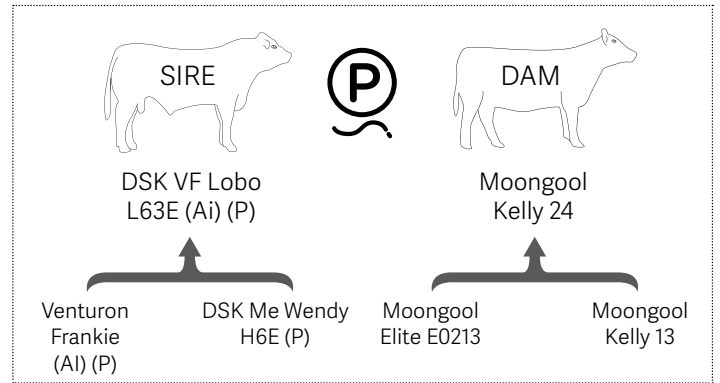 SIRE
P
DAM
DSK VF Lobo
L63E (Ai) (P)
Moongool
Kelly 24
Venturon
Frankie
(AI) (P)
DSK Me Wendy
H6E (P)
Moongool
Elite E0213
Moongool
Kelly 13